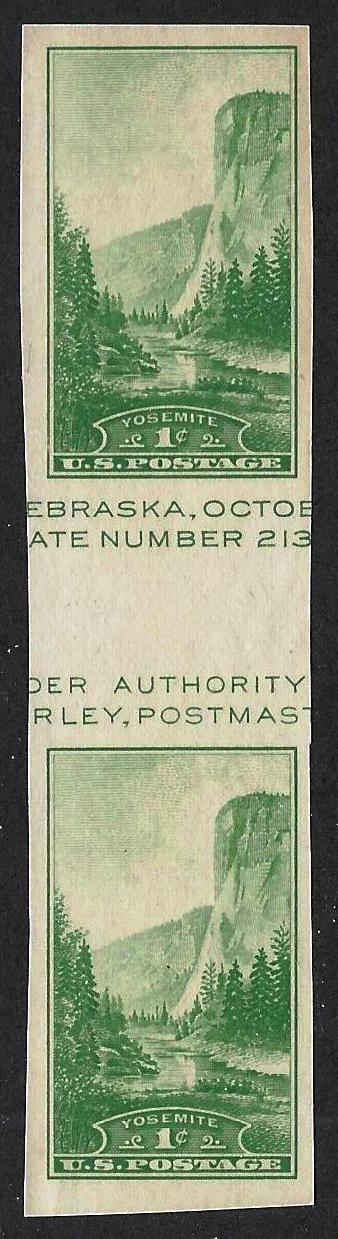 YOSEMITE
1¢
U.S. POSTAGE
EBRASKA, OCTOB
ATE NUMBER 213
DER AUTHORITY
RLEY, POSTMAST
YOSEMITE
1¢
U.S. POSTAGE